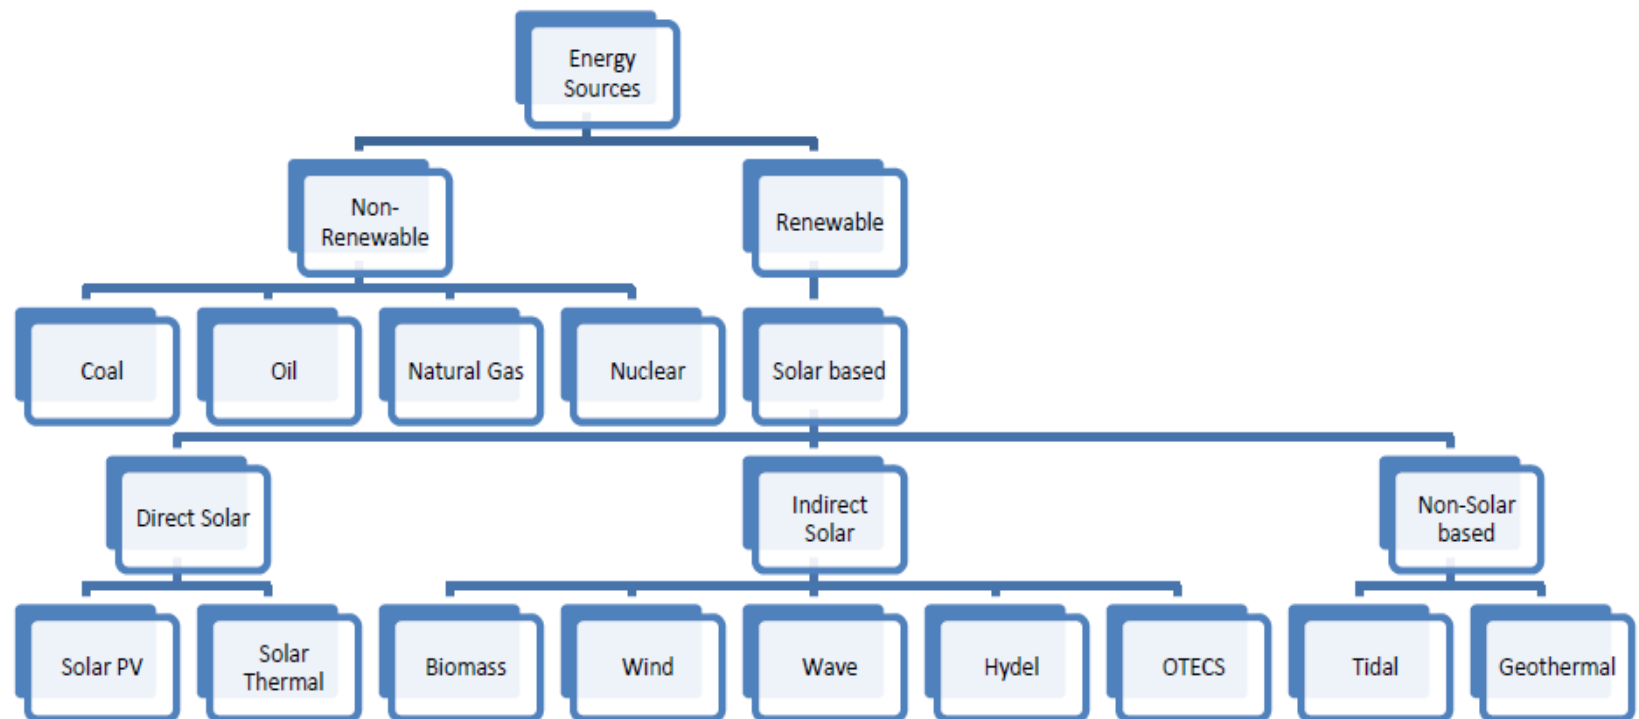 Energy
Sources
Non-
Renewable
Renewable
Coal
Oil
Natural Gas
Nuclear
Solar based
Direct Solar
Indirect
Solar
Non-Solar
based
Solar PV
Solar
Thermal
Biomass
Wind
Wave
Hydel
OTECS
Tidal
Geothermal